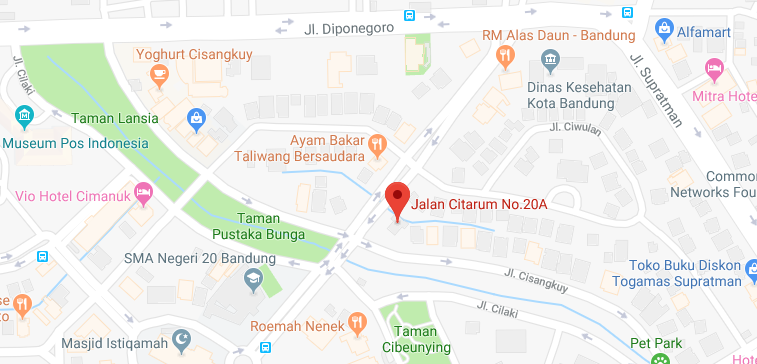 Jl. Diponegoro
RM Alas Daun - Bandung
Alfamart
Yoghurt Cisangkuy
Jl. Cilaki
Jl. Supratman
Dinas Kesehatan
Kota Bandung
Mitra Hote
Taman Lansia
Museum Pos Indonesia
Jl. Ciwulan
Ayam Bakar
Taliwang Bersaudara
Common
Networks Fou
Vio Hotel Cimanuk
Jalan Citarum No.20A
Taman
Pustaka Bunga
SMA Negeri 20 Bandung
Jl. Cisangkuy
Toko Buku Diskon
Togamas Supratman
Jl. Cilaki
se
to
Roemah Nenek
Masjid Istiqamah
Taman
Cibeunying
Pet Park
Hote